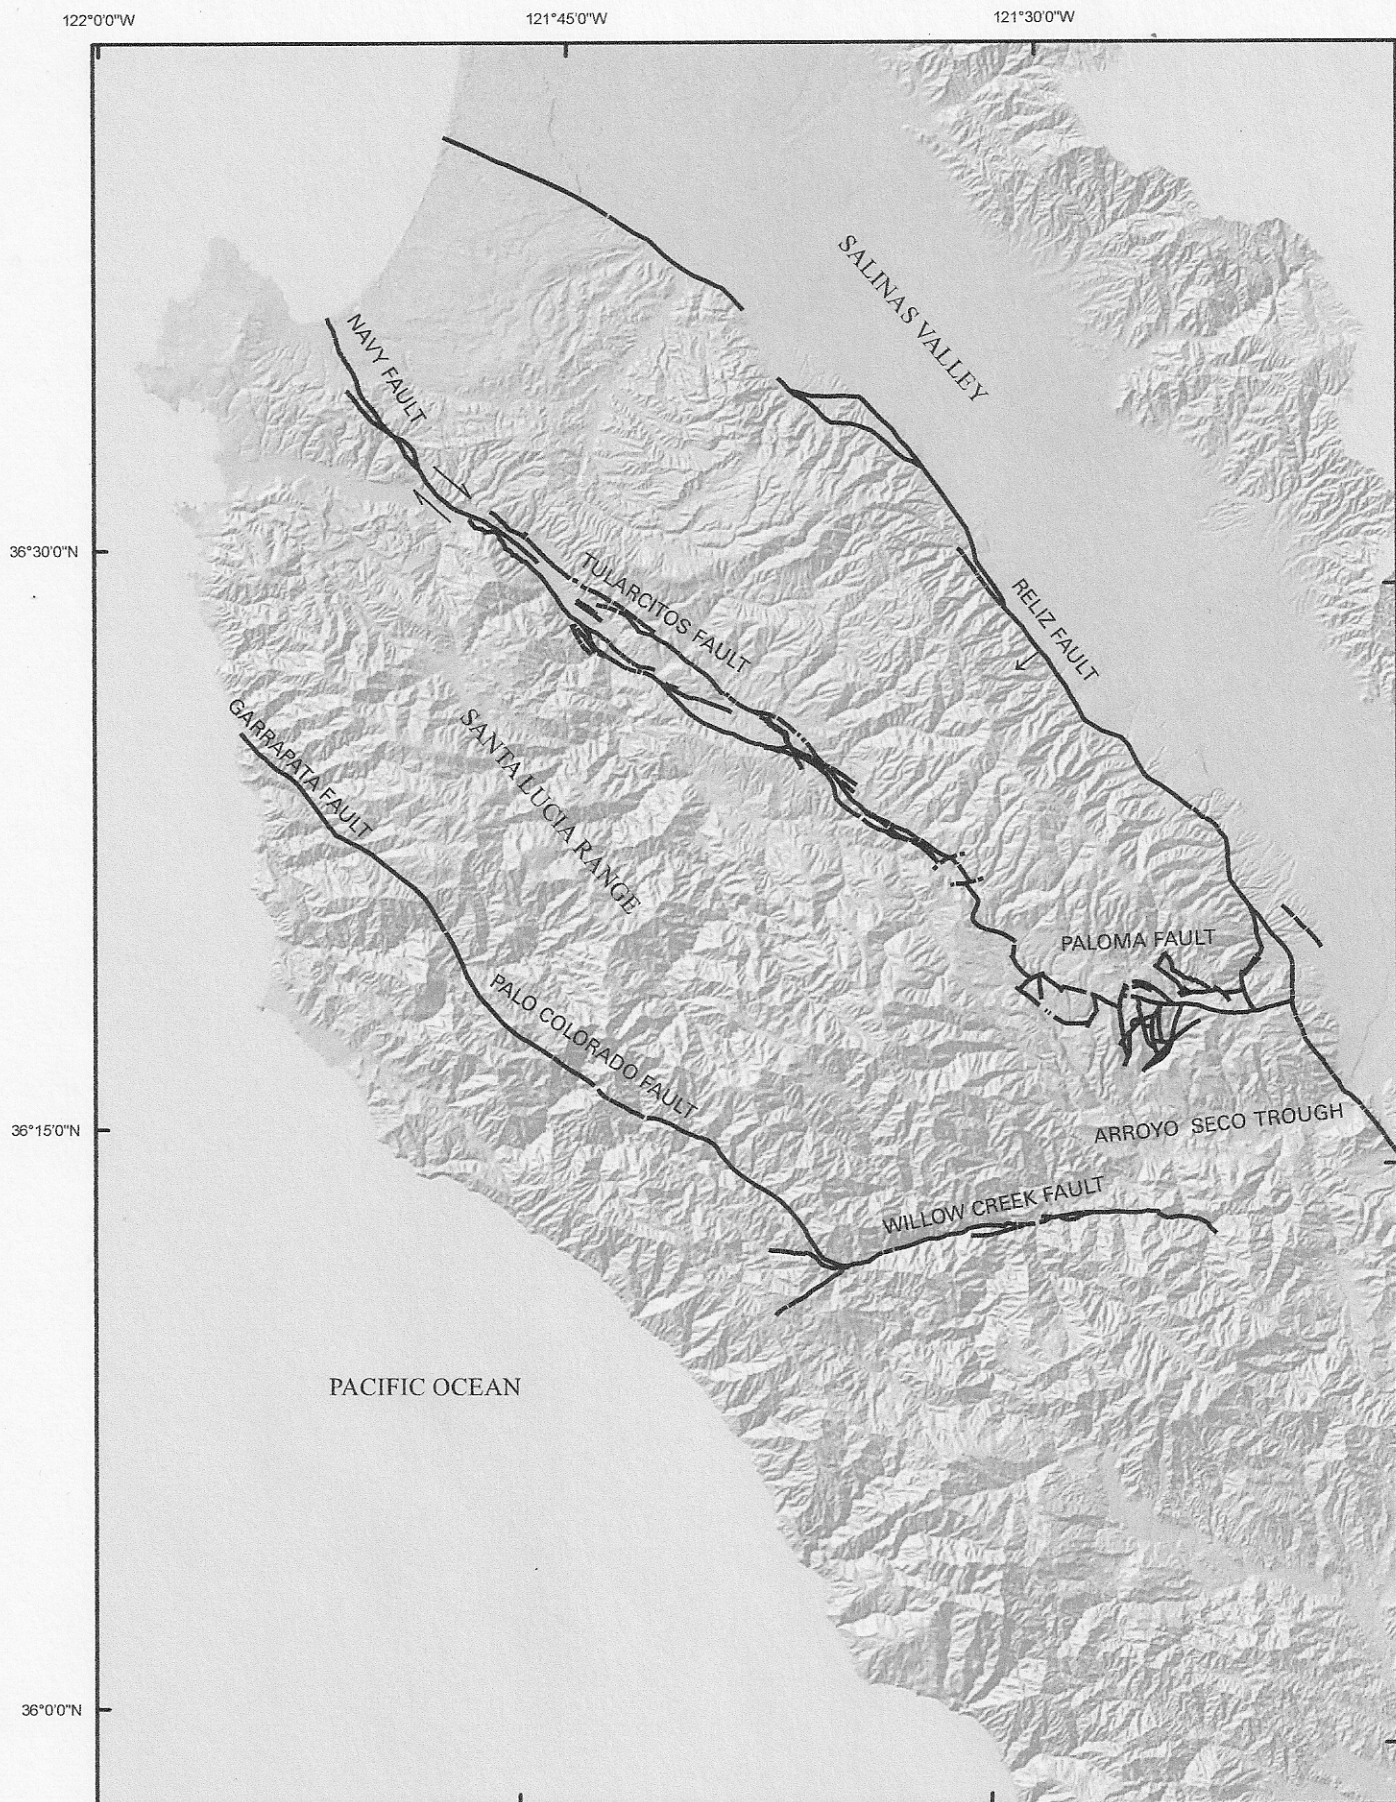 122°0'0"W
121°45'0"W
121°30'0"W
SALINAS VALLEY
NAVY FAULT
36°30'0"N
TULARCITOS FAULT
RELIZ FAULT
GARRAPATA FAULT
SANTA LUCIA RANGE
PALOMA FAULT
PALO COLORADO FAULT
36°15'0"N
ARROYO SECO TROUGH
WILLOW CREEK FAULT
PACIFIC OCEAN
36°0'0"N